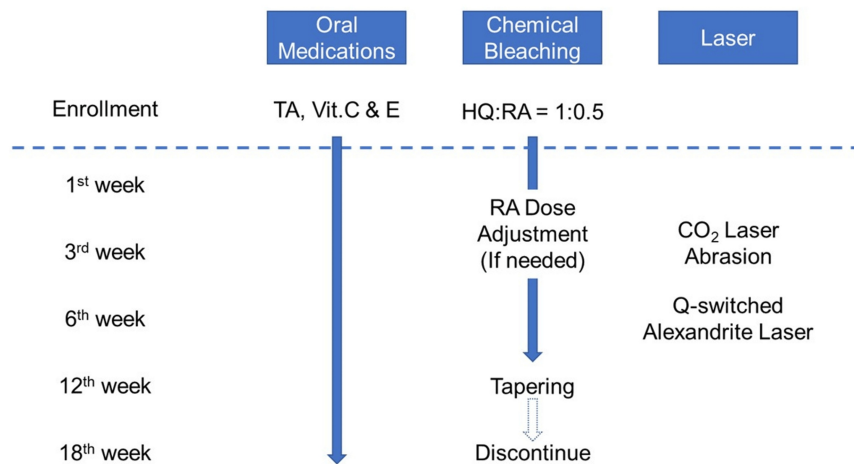 Oral
Medications
Chemical
Bleaching
Laser
Enrollment
TA, Vit.C & E
HQ:RA = 1:0.5
1st week
RA Dose
Adjustment
(If needed)
3rd week
CO2 Laser
Abrasion
6th week
Q-switched
Alexandrite Laser
12th week
Tapering
18th week
Discontinue